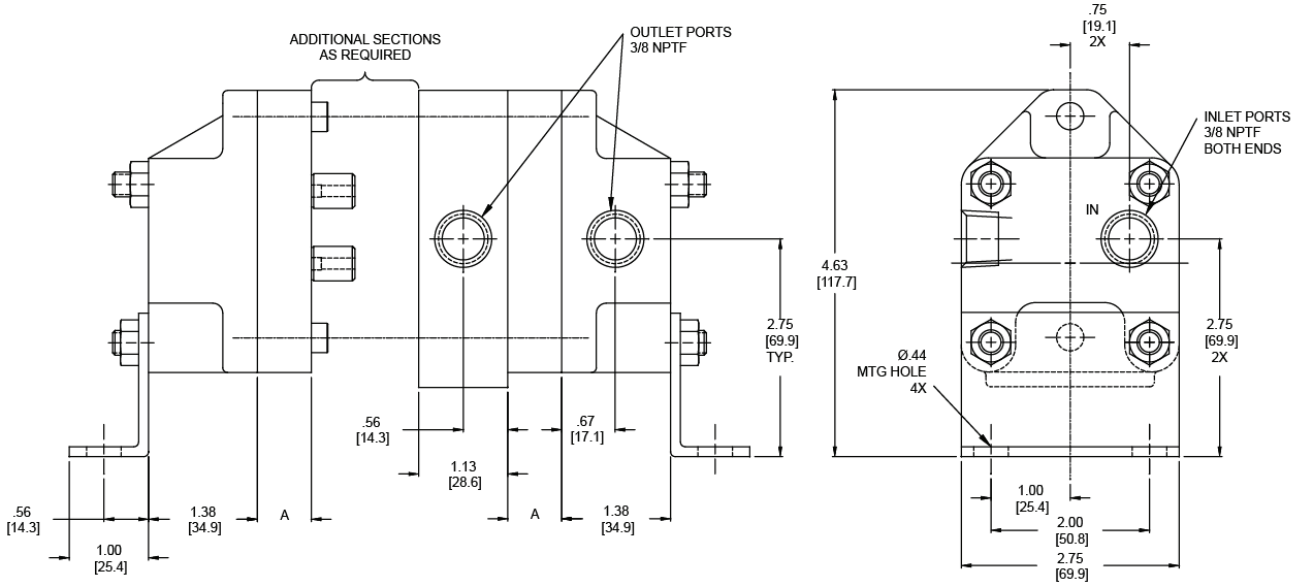 ADDITIONAL SECTIONS
AS REQUIRED
OUTLET PORTS
3/8 NPTF
.75
[19.1]
2X
INLET PORTS
3/8 NPTF
BOTH ENDS
IN
4.63
[117.7]
2.75
[69.9]
TYP.
2.75
[69.9]
2X
Ø.44
MTG HOLE
4X
.56
[14.3]
.67
[17.1]
1.13
[28.6]
.56
[14.3]
1.38
[34.9]
A
A
1.38
[34.9]
1.00
[25.4]
1.00
[25.4]
2.00
[50.8]
2.75
[69.9]